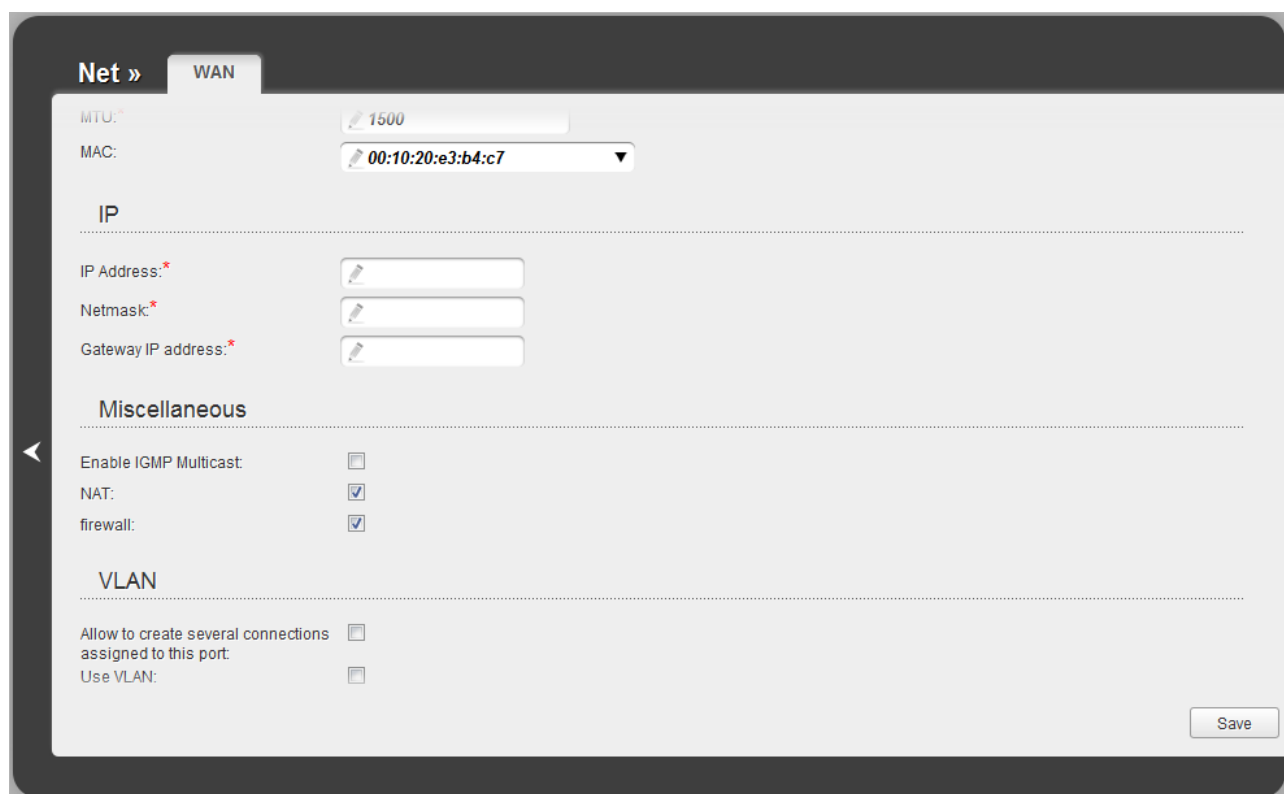 Net »
WAN
MTU:* 1500
MAC: 00:10:20:e3:b4:c7
IP
IP Address:*
Netmask:*
Gateway IP address:*
Miscellaneous
Enable IGMP Multicast:
NAT:
firewall:
VLAN
Allow to create several connections
assigned to this port:
Use VLAN:
Save